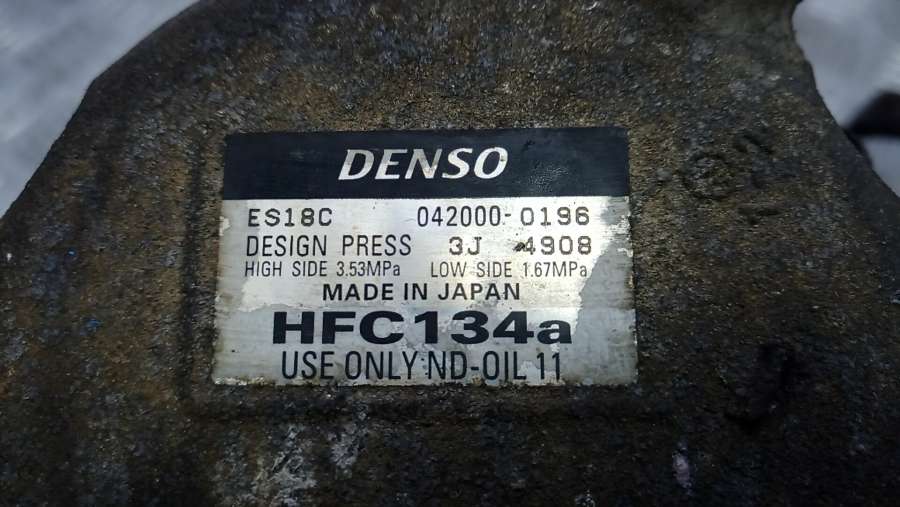 DENSO
ES18C 042000-0196
DESIGN PRESS 3J 4908
HIGH SIDE 3.53MPa LOW SIDE 1.67MPa
MADE IN JAPAN
HFC134a
USE ONLY ND-OIL 11